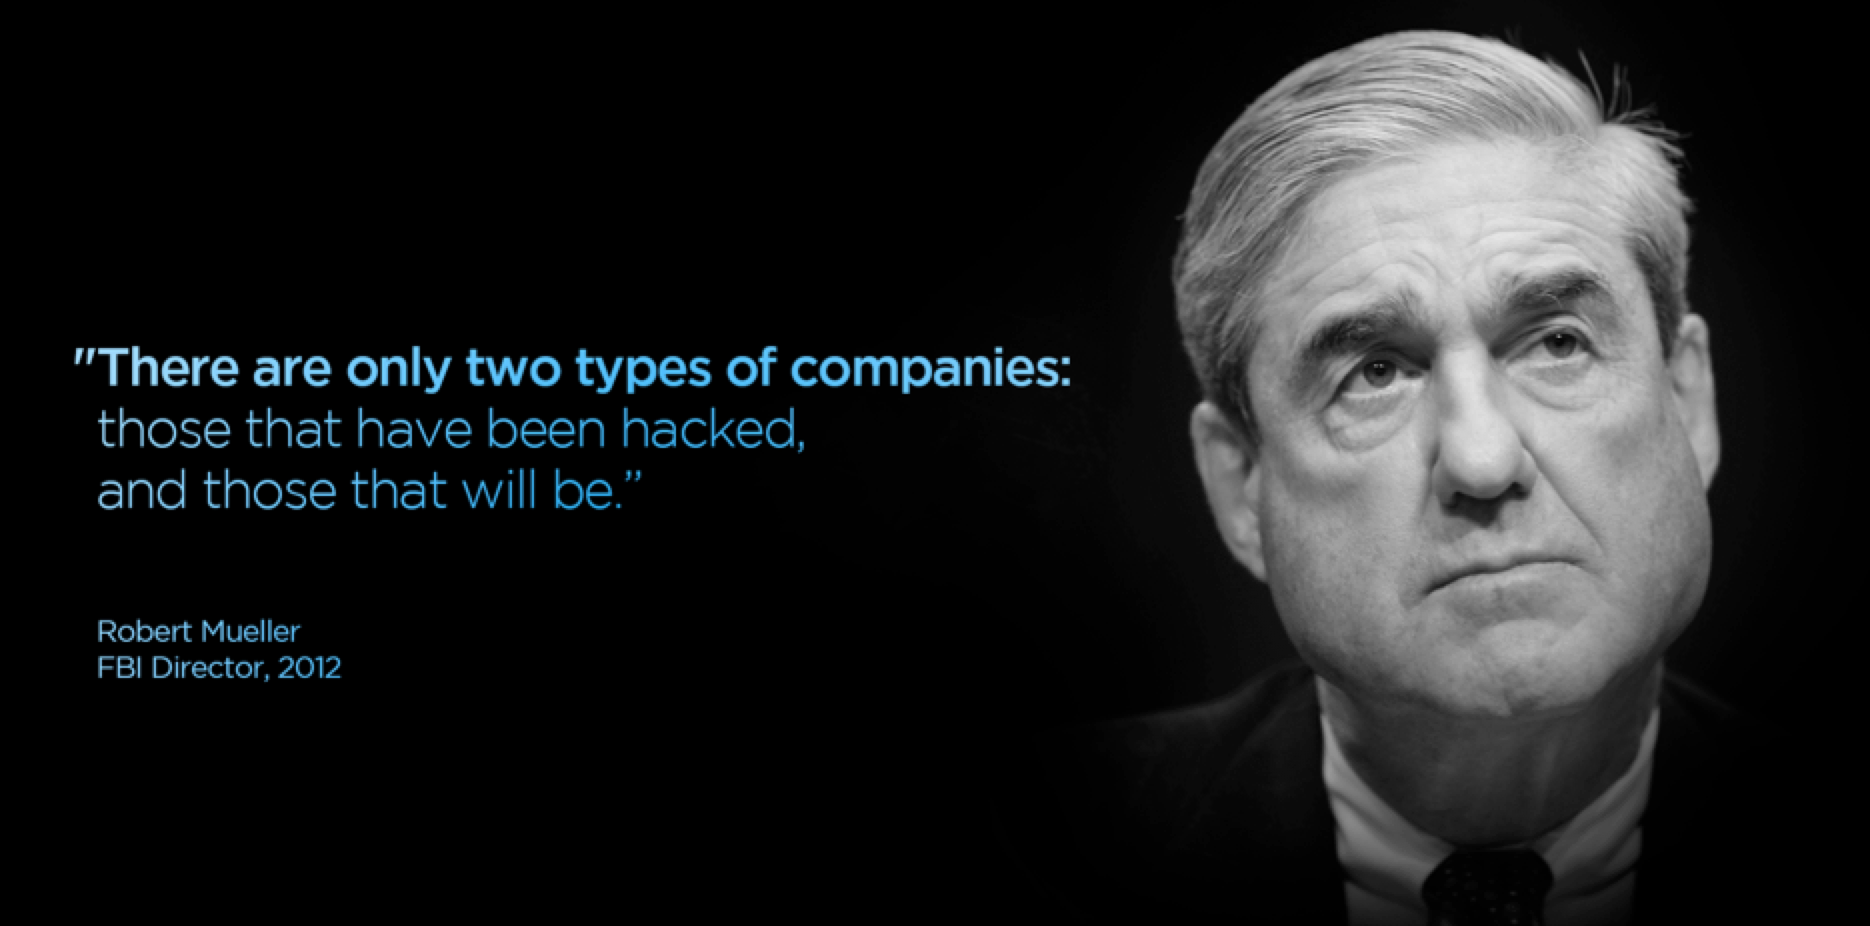 "There are only two types of companies:
those that have been hacked,
and those that will be.”
Robert Mueller
FBI Director, 2012